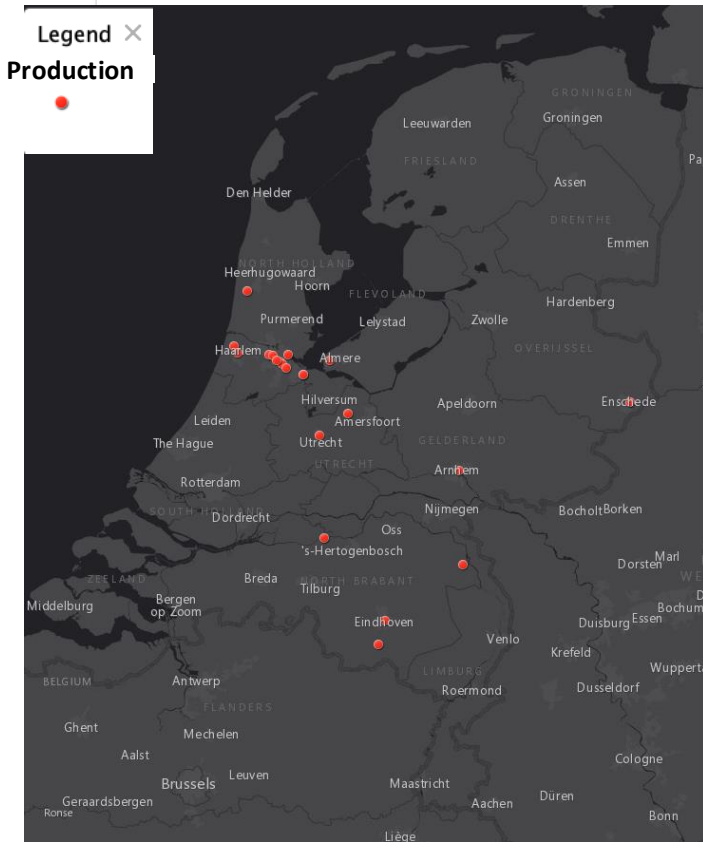 Legend ×
Production
GRONINGEN
Leeuwarden
Groningen
FRIESLAND
Pa
Assen
Den Helder
DRENTHE
Emmen
NORTH HOLLAND
Heerhugowaard
Hoorn
FLEVOLAND
Hardenberg
Purmerend
Lelystad
Zwolle
Haarlem
Almere
OVERIJSSEL
Hilversum
Apeldoorn
Enschede
Leiden
Amersfoort
The Hague
Utrecht
GELDERLAND
UTRECHT
Arnhem
Rotterdam
SOUTH HOLLAND
Dordrecht
Nijmegen
Bocholt
Borken
Oss
's-Hertogenbosch
Marl
Dorsten
ZEELAND
Breda
NORTH BRABANT
WE
Tilburg
D
Middelburg
Bergen
op Zoom
Bochum
Eindhoven
Duisburg
Essen
Venlo
Krefeld
LIMBURG
Wupperta
BELGIUM
Antwerp
Roermond
Dusseldorf
FLANDERS
Ghent
Mechelen
Aalst
Cologne
Leuven
Brussels
Maastricht
Geraardsbergen
Aachen
Düren
Ronse
Bonn
Liège